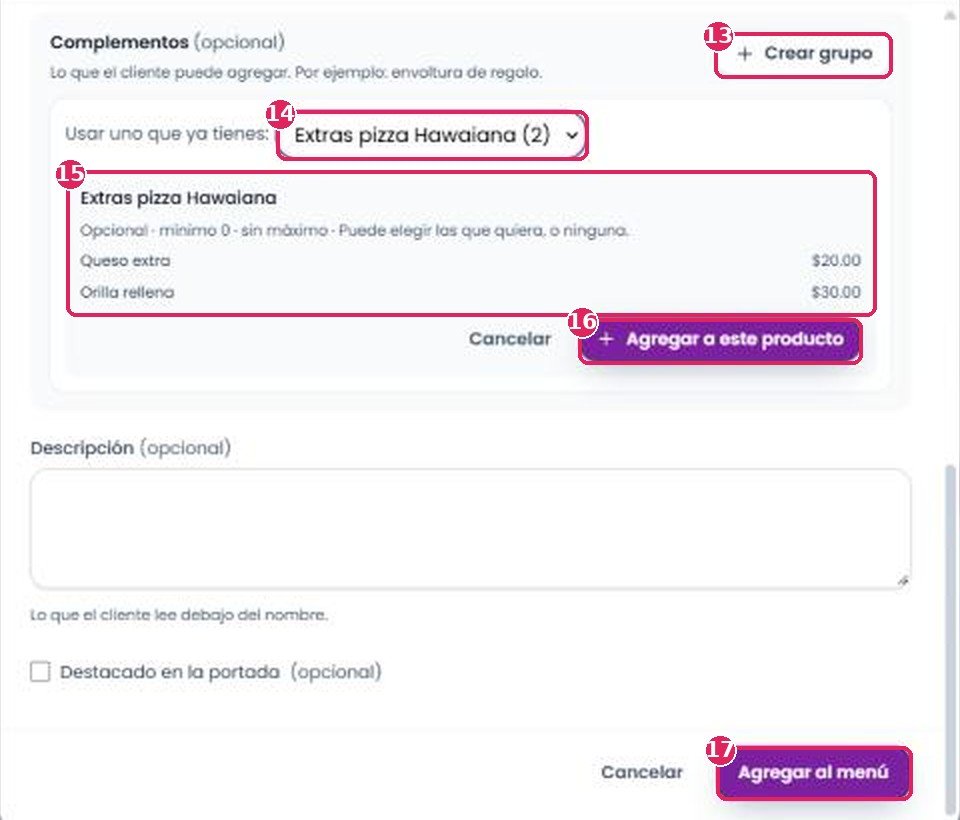 Complementos (opcional)
13
+ Crear grupo
Lo que el cliente puede agregar. Por ejemplo: envoltura de regalo.
14
Usar uno que ya tienes: Extras pizza Hawaiana (2)
15
Extras pizza Hawaiana
Opcional · mínimo 0 · sin máximo · Puede elegir las que quiera, o ninguna.
Queso extra $20.00
Orilla rellena $30.00
16
Cancelar + Agregar a este producto
Descripción (opcional)
Lo que el cliente lee debajo del nombre.
Destacado en la portada (opcional)
17
Cancelar Agregar al menú